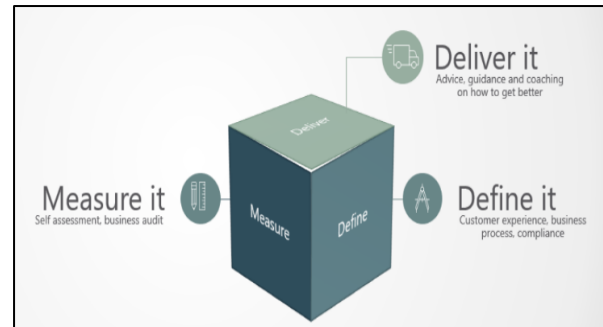 Deliver it
Advice, guidance and coaching
on how to get better
Deliver
Measure it
Self assessment, business audit
Measure
Define
Define it
Customer experience, business
process, compliance